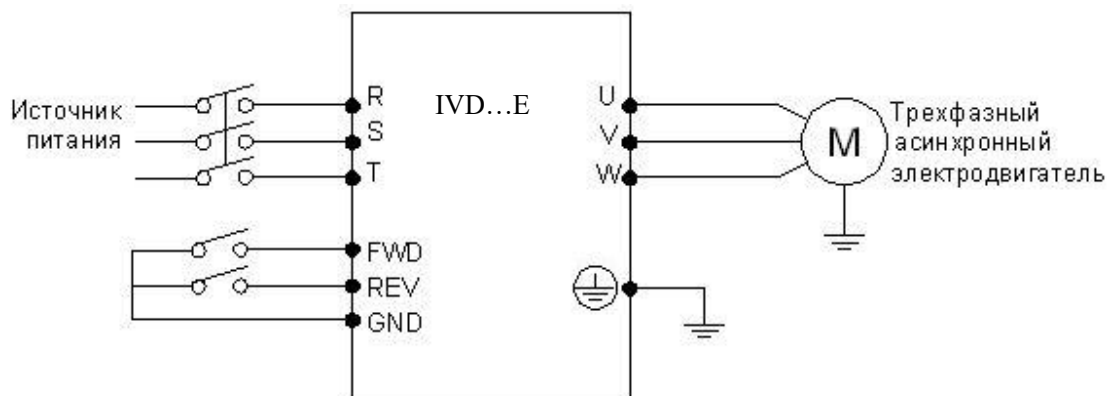 Источник
питания
R
S
T
FWD
REV
GND
IVD...E
U
V
W
M
Трехфазный
асинхронный
электродвигатель